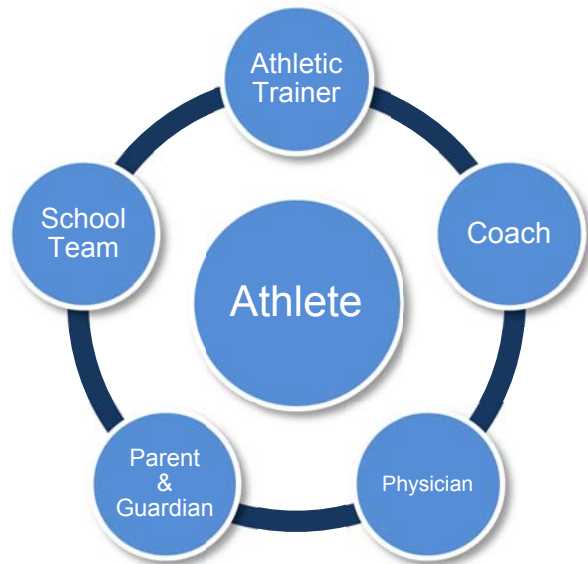 Athletic
Trainer
School
Team
Coach
Athlete
Parent
&
Guardian
Physician